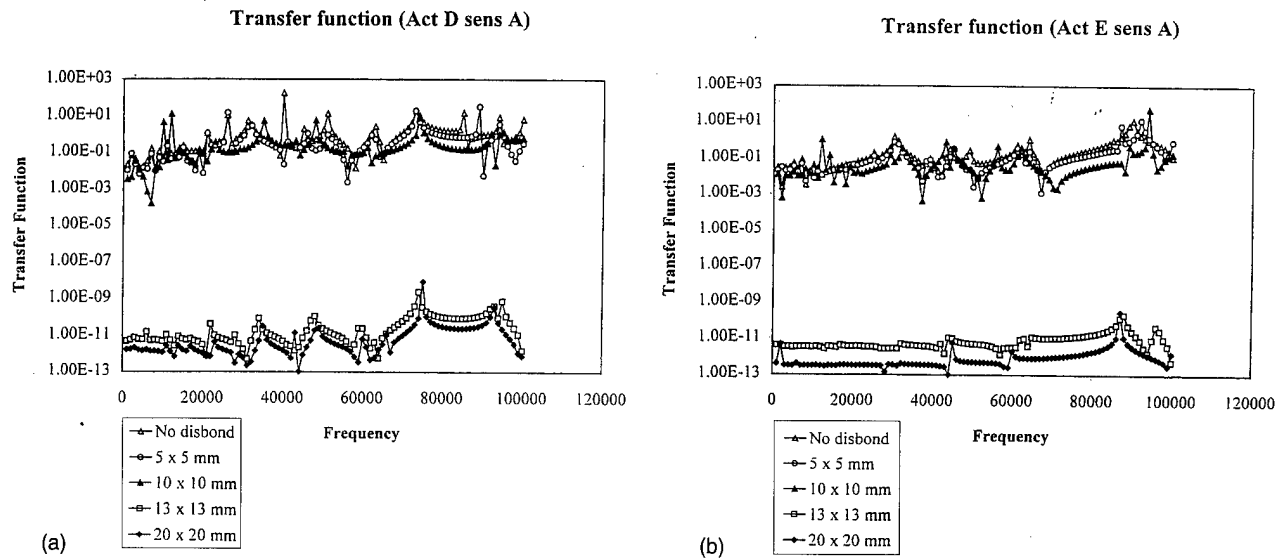 Transfer function (Act D sens A)
1.00E+03
1.00E+01
1.00E-01
1.00E-03
1.00E-05
1.00E-07
1.00E-09
1.00E-11
1.00E-13
Transfer Function
0 20000 40000 60000 80000 100000 120000
Frequency
No disbond
5 x 5 mm
10 x 10 mm
13 x 13 mm
20 x 20 mm
(a)
Transfer function (Act E sens A)
1.00E+03
1.00E+01
1.00E-01
1.00E-03
1.00E-05
1.00E-07
1.00E-09
1.00E-11
1.00E-13
Transfer Function
0 20000 40000 60000 80000 100000 120000
Frequency
No disbond
5 x 5 mm
10 x 10 mm
13 x 13 mm
20 x 20 mm
(b)